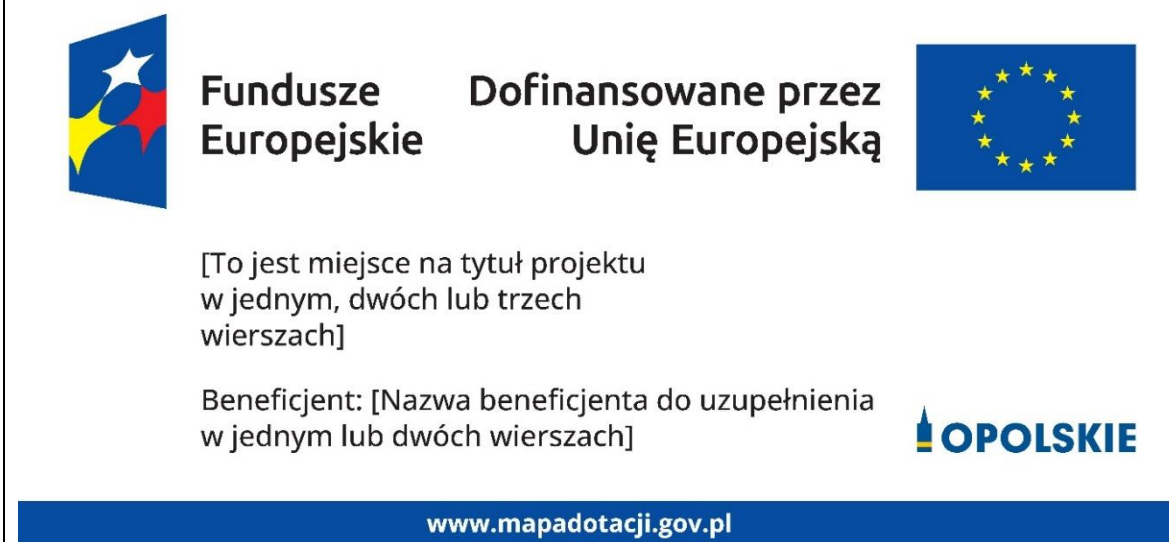 Fundusze
Europejskie
Dofinansowane przez
Unię Europejską
[To jest miejsce na tytuł projektu
w jednym, dwóch lub trzech
wierszach]
Beneficjent: [Nazwa beneficjenta do uzupełnienia
w jednym lub dwóch wierszach]
OPOLSKIE
www.mapadotacji.gov.pl